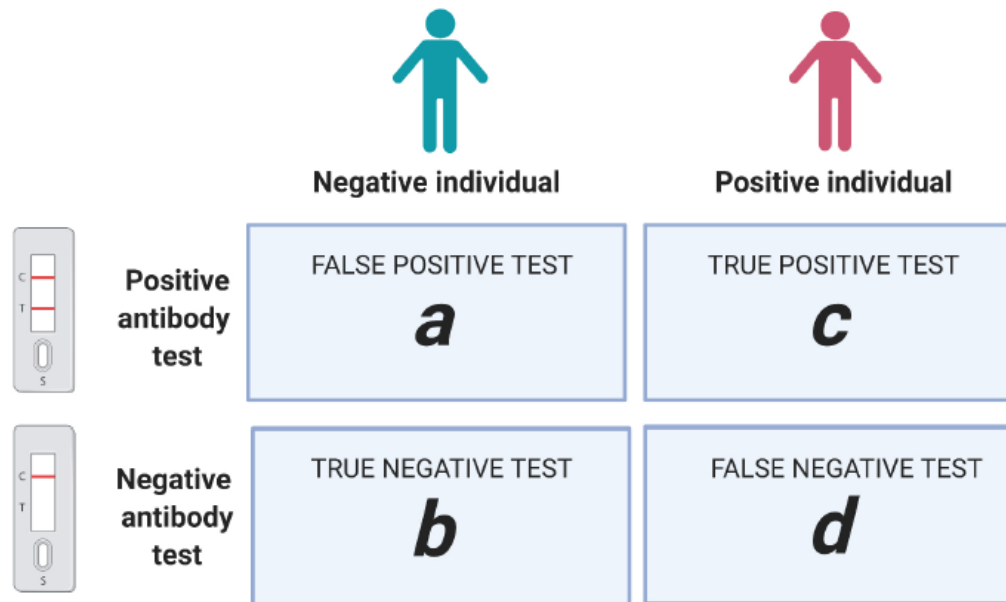 Negative individual
Positive individual
C
T
S
Positive
antibody
test
FALSE POSITIVE TEST
a
TRUE POSITIVE TEST
c
C
T
S
Negative
antibody
test
TRUE NEGATIVE TEST
b
FALSE NEGATIVE TEST
d